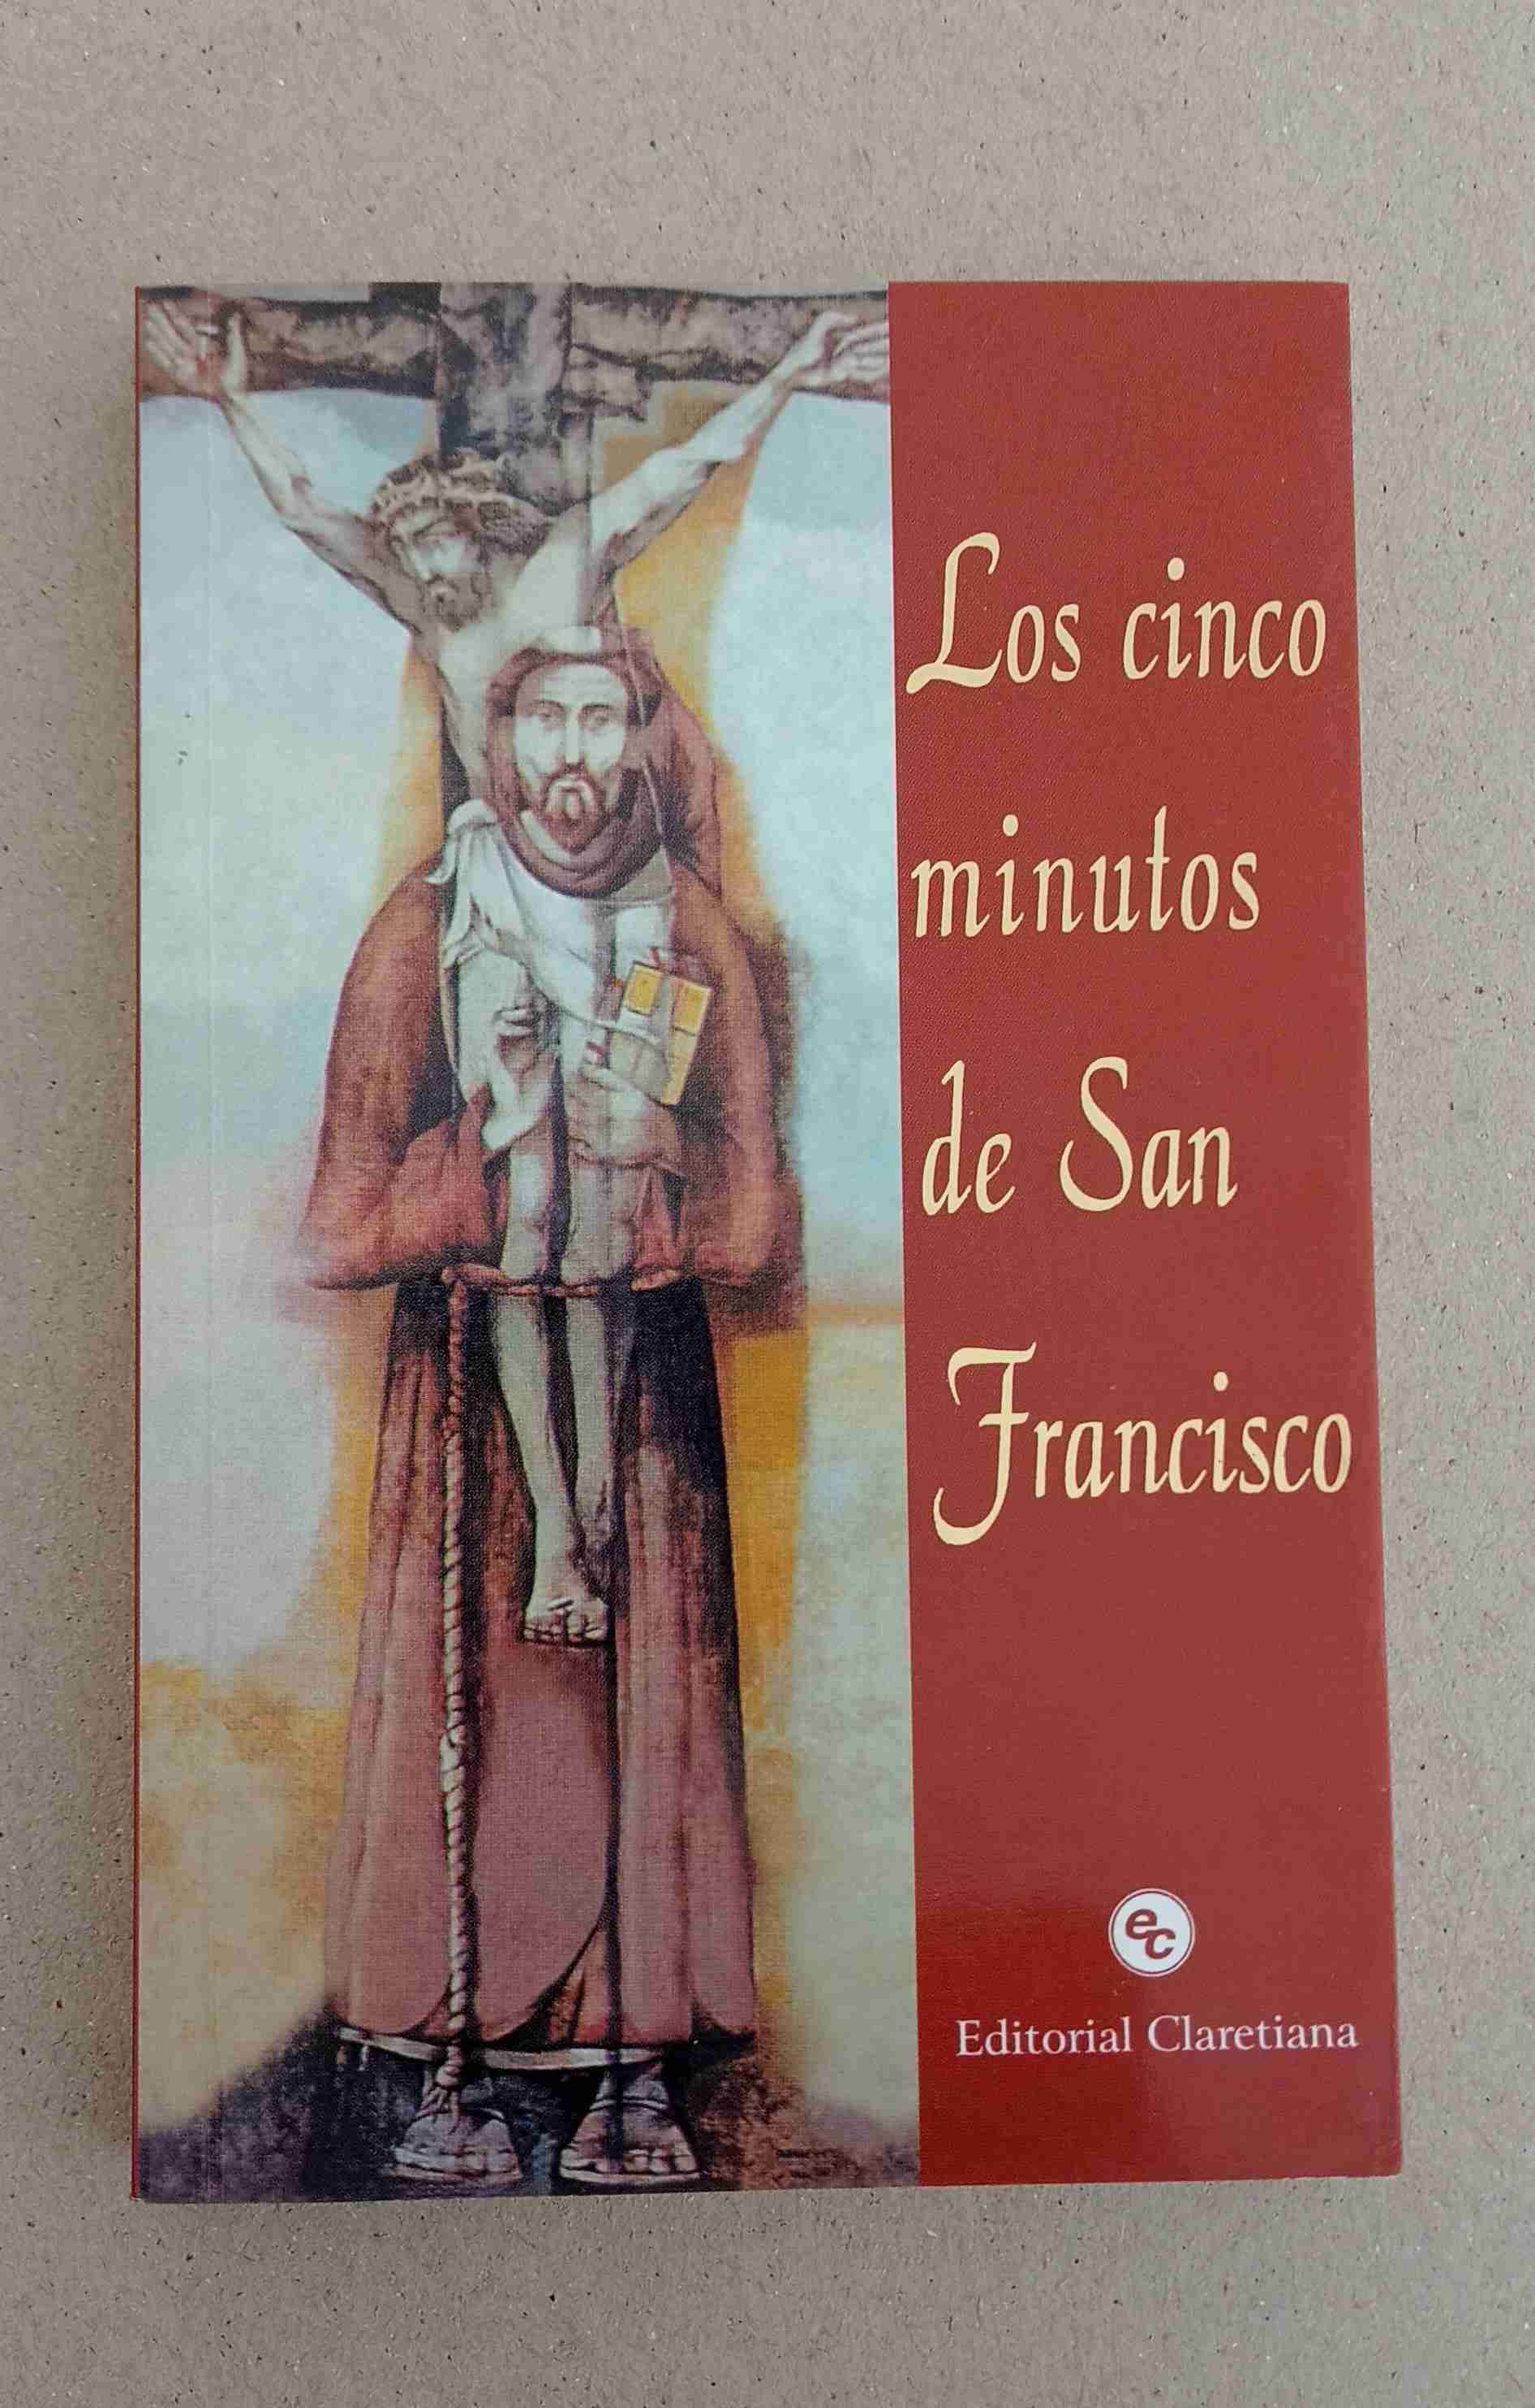 Los cinco
minutos
de San
Francisco
ec
Editorial Claretiana